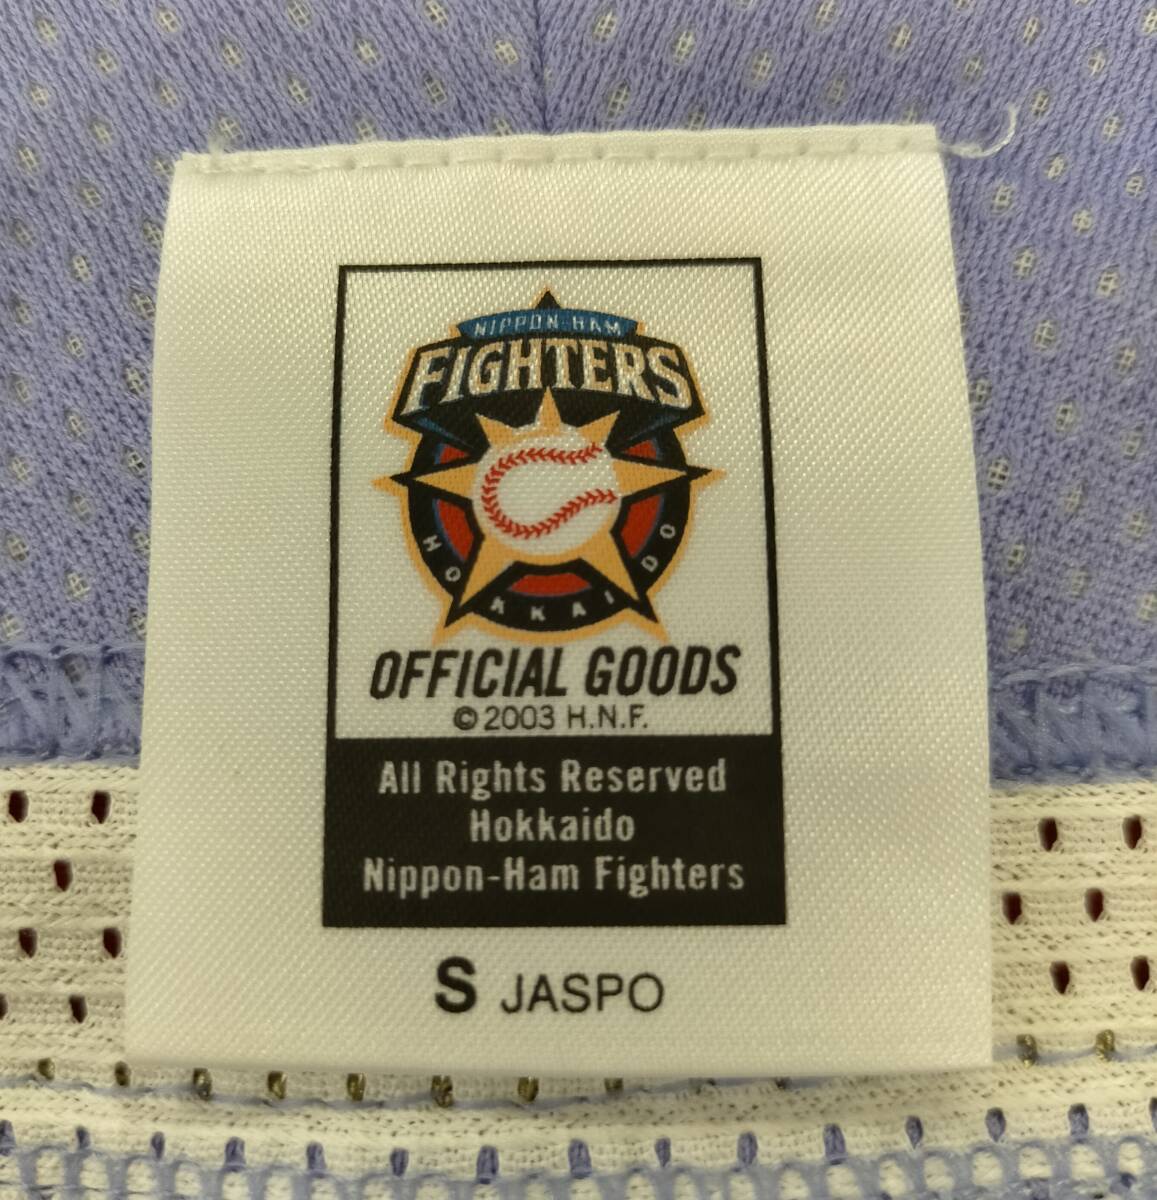 NIPPON-HAM
FIGHTERS
HOKKAIDO
OFFICIAL GOODS
© 2003 H.N.F.
All Rights Reserved
Hokkaido
Nippon-Ham Fighters
S JASPO